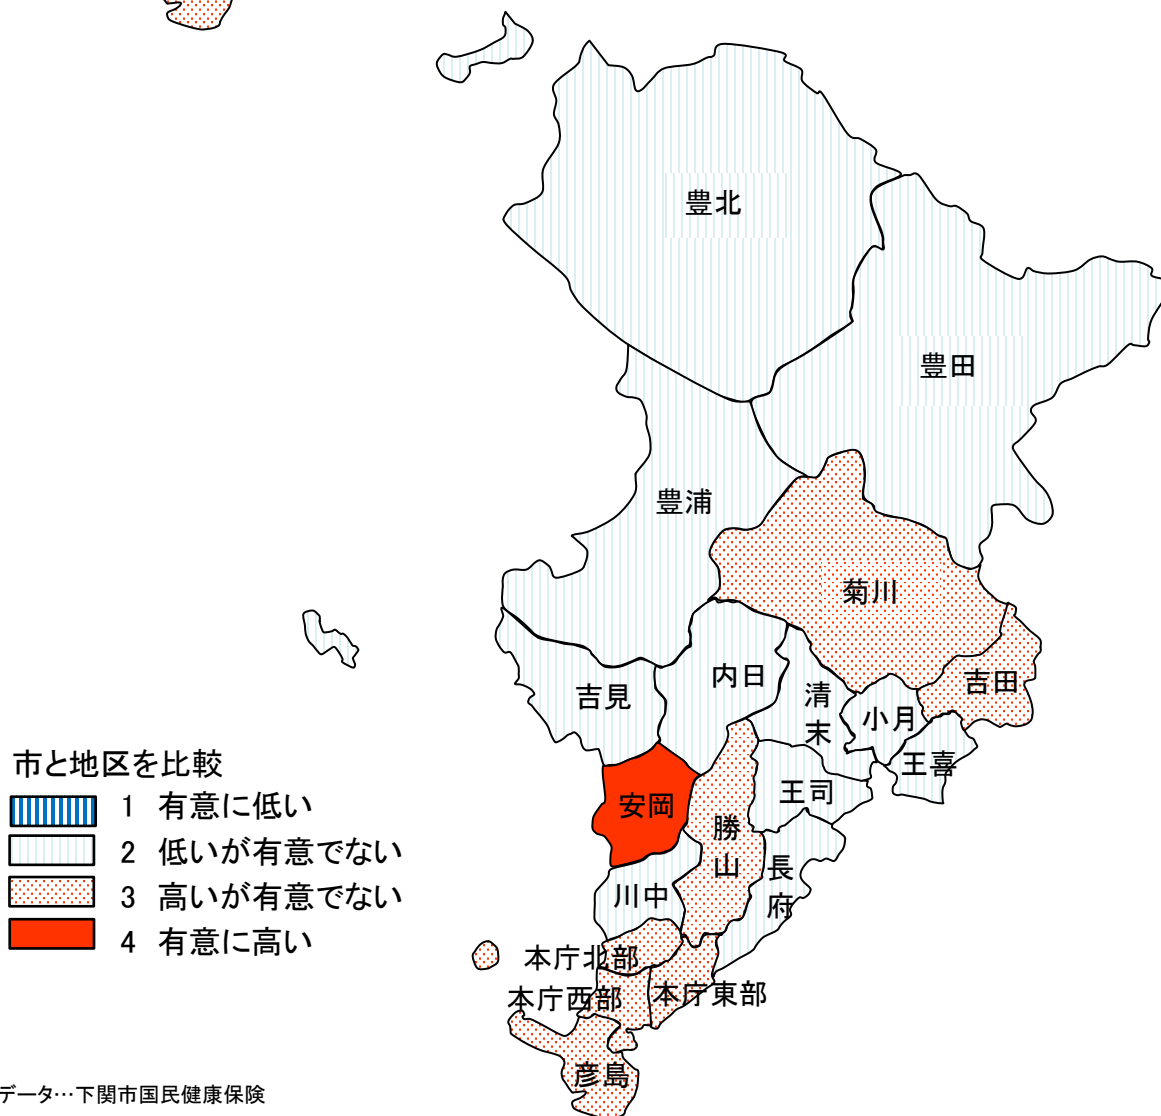 豊北
豊田
豊浦
菊川
内日
吉田
吉見
清末
小月
王喜
市と地区を比較
1 有意に低い
2 低いが有意でない
3 高いが有意でない
4 有意に高い
王司
安岡
勝山
長府
川中
本庁北部
本庁西部
本庁東部
彦島
データ…下関市国民健康保険